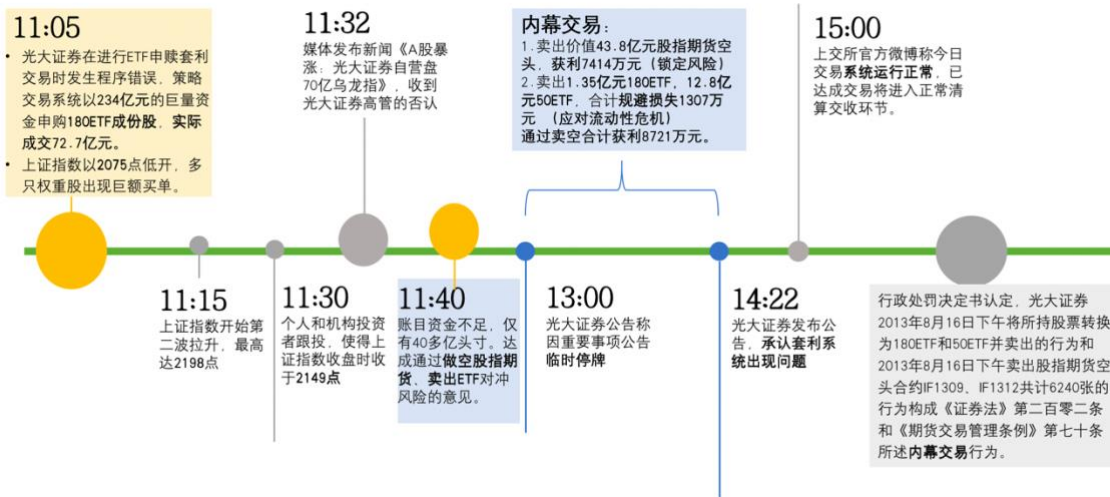 11:05
• 光大证券在进行ETF申赎套利
交易时发生程序错误，策略
交易系统以234亿元的巨量资
金申购180ETF成份股，实际
成交72.7亿元。
• 上证指数以2075点低开，多
只权重股出现巨额买单。
11:15
上证指数开始第
二波拉升，最高
达2198点
11:30
个人和机构投资
者跟投，使得上
证指数收盘时收
于2149点
11:32
媒体发布新闻《A股暴
涨：光大证券自营盘
70亿乌龙指》，收到
光大证券高管的否认
11:40
账目资金不足，仅
有40多亿头寸。达
成通过做空股指期
货、卖出ETF对冲
风险的意见。
内幕交易：
1.卖出价值43.8亿元股指期货空
头，获利7414万元（锁定风险）
2.卖出1.35亿元180ETF，12.8亿
元50ETF，合计规避损失1307万
元 （应对流动性危机）
通过卖空合计获利8721万元。
13:00
光大证券公告称
因重要事项公告
临时停牌
14:22
光大证券发布公
告，承认套利系
统出现问题
15:00
上交所官方微博称今日
交易系统运行正常，已
达成交易将进入正常清
算交收环节。
行政处罚决定书认定，光大证券
2013年8月16日下午将所持股票转换
为180ETF和50ETF并卖出的行为和
2013年8月16日下午卖出股指期货空
头合约IF1309、IF1312共计6240张的
行为构成《证券法》第二百零二条
和《期货交易管理条例》第七十条
所述内幕交易行为。